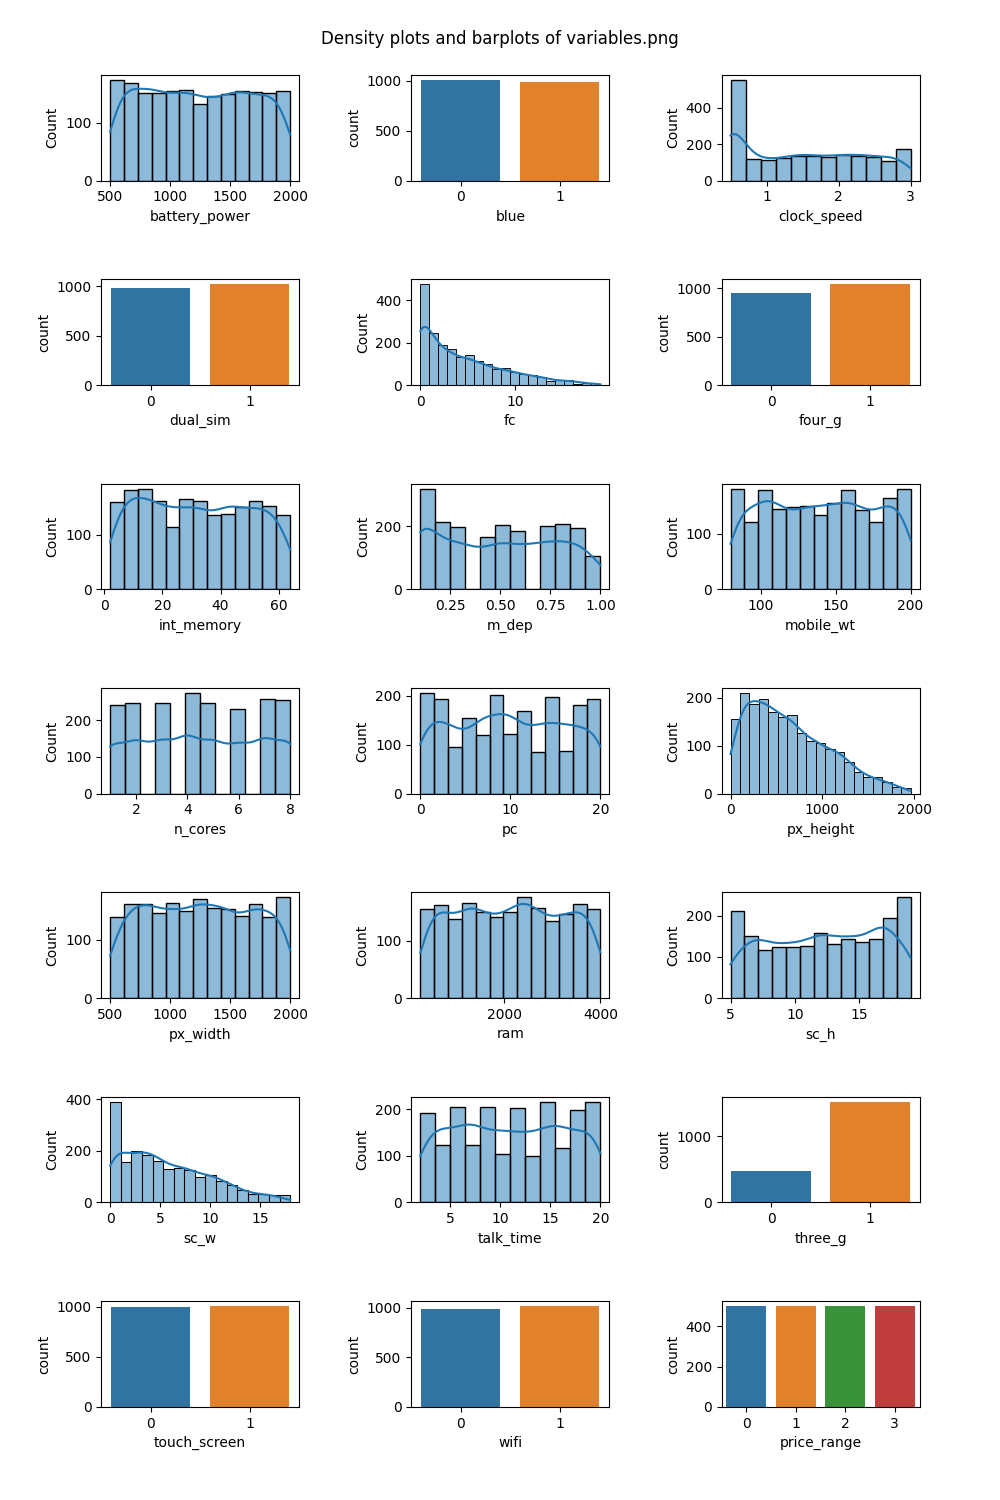 Density plots and barplots of variables.png
Count
100
0
500 1000 1500 2000
battery_power
count
1000
500
0
0 1
blue
Count
400
200
0
1 2 3
clock_speed
count
1000
500
0
0 1
dual_sim
Count
400
200
0
0 10
fc
count
1000
500
0
0 1
four_g
Count
100
0
0 20 40 60
int_memory
Count
200
0
0.25 0.50 0.75 1.00
m_dep
Count
100
0
100 150 200
mobile_wt
Count
200
100
0
2 4 6 8
n_cores
Count
200
100
0
0 10 20
pc
Count
200
100
0
0 1000 2000
px_height
Count
100
0
500 1000 1500 2000
px_width
Count
100
0
2000 4000
ram
Count
200
100
0
5 10 15
sc_h
Count
400
200
0
0 5 10 15
sc_w
Count
200
100
0
5 10 15 20
talk_time
count
1000
0
0 1
three_g
count
1000
500
0
0 1
touch_screen
count
1000
500
0
0 1
wifi
count
400
200
0
0 1 2 3
price_range